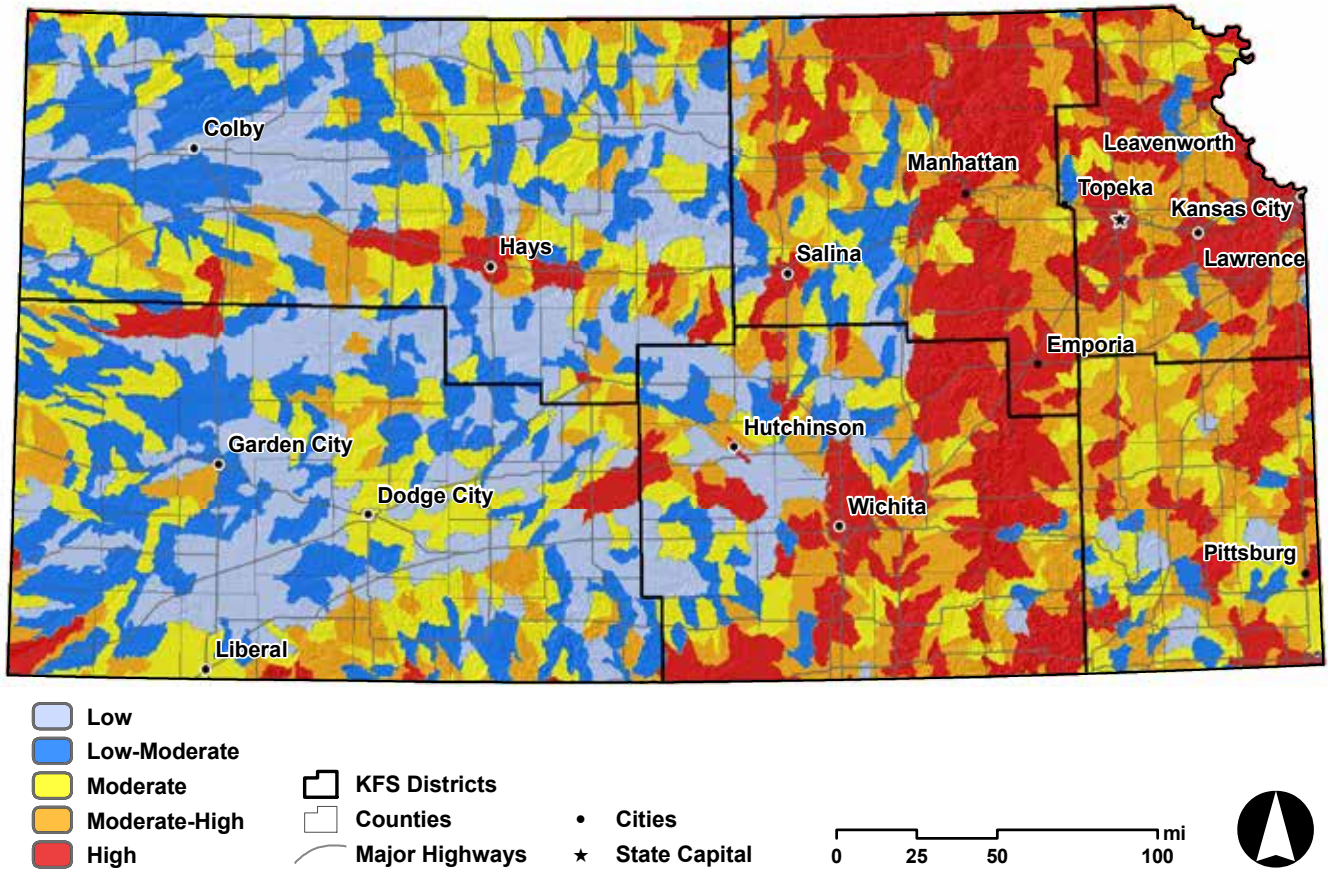 Colby
Leavenworth
Manhattan
Topeka
Kansas City
Hays
Salina
Lawrence
Emporia
Hutchinson
Garden City
Dodge City
Wichita
Pittsburg
Liberal
Low
Low-Moderate
Moderate
Moderate-High
High
KFS Districts
Counties
Major Highways
Cities
State Capital
mi
0 25 50 100